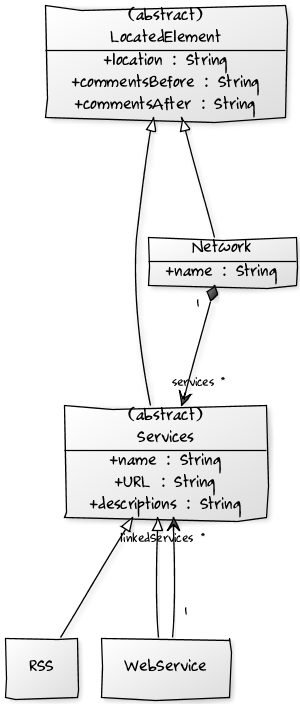 (abstract)
LocatedElement
+location : String
+commentsBefore : String
+commentsAfter : String
Network
+name : String
1
services *
(abstract)
Services
+name : String
+URL : String
+descriptions : String
linkedServices *
1
RSS
WebService